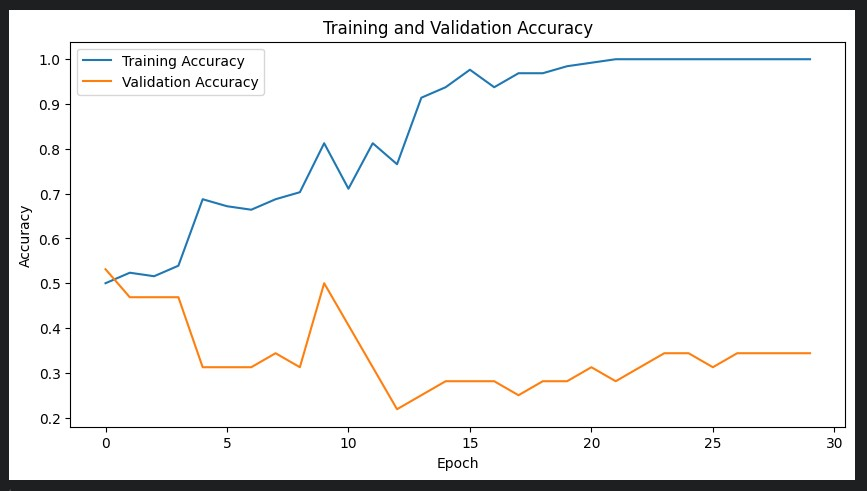 Training and Validation Accuracy
Training Accuracy
Validation Accuracy
Accuracy
1.0
0.9
0.8
0.7
0.6
0.5
0.4
0.3
0.2
0 5 10 15 20 25 30
Epoch